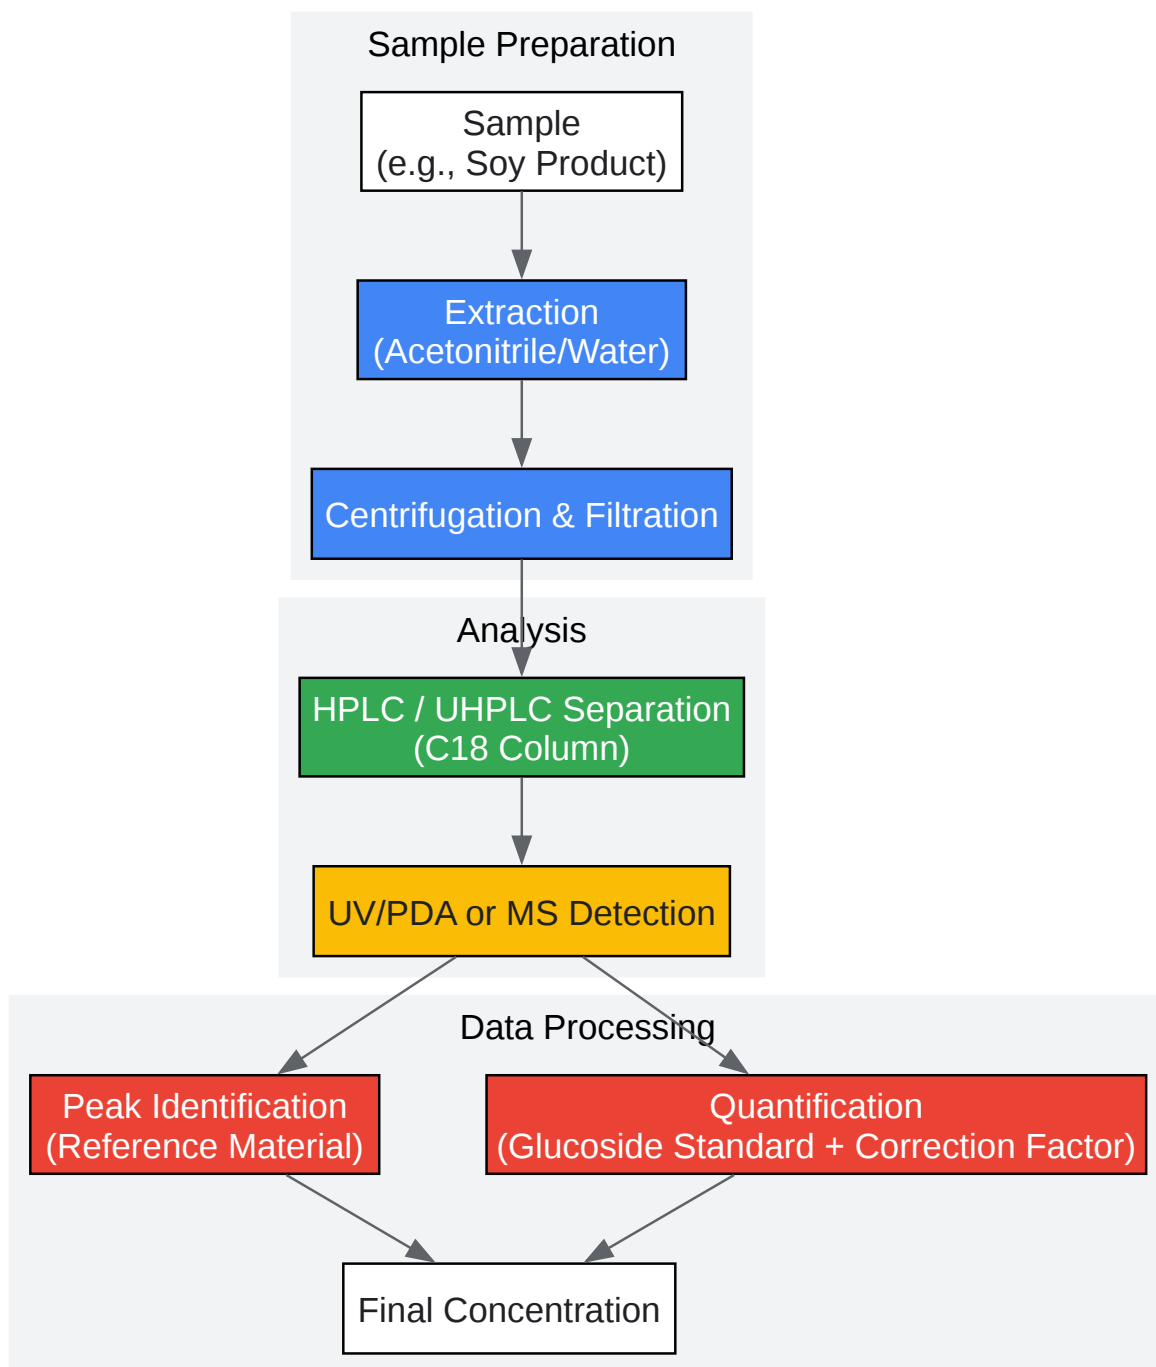 Sample Preparation
Sample
(e.g., Soy Product)
Extraction
(Acetonitrile/Water)
Centrifugation & Filtration
Analysis
HPLC / UHPLC Separation
(C18 Column)
UV/PDA or MS Detection
Data Processing
Peak Identification
(Reference Material)
Quantification
(Glucoside Standard + Correction Factor)
Final Concentration